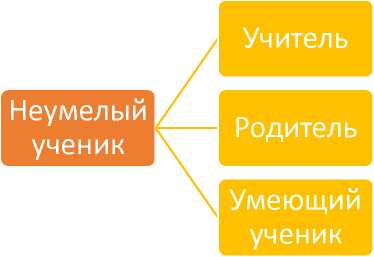 Неумелый
ученик
Учитель
Родитель
Умеющий
ученик